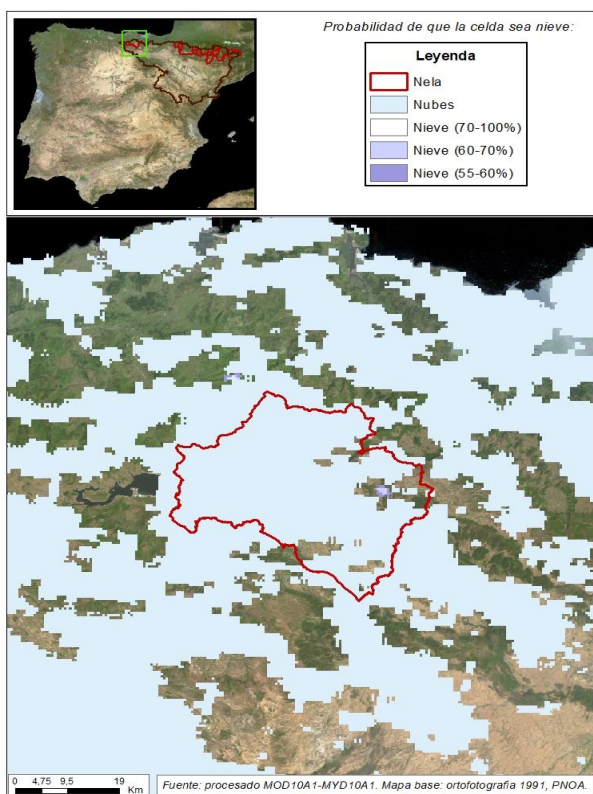 Probabilidad de que la celda sea nieve:
Leyenda
Nela
Nubes
Nieve (70-100%)
Nieve (60-70%)
Nieve (55-60%)
0 4,75 9,5 19
Km
Fuente: procesado MOD10A1-MYD10A1. Mapa base: ortofotografia 1991, PNOA.